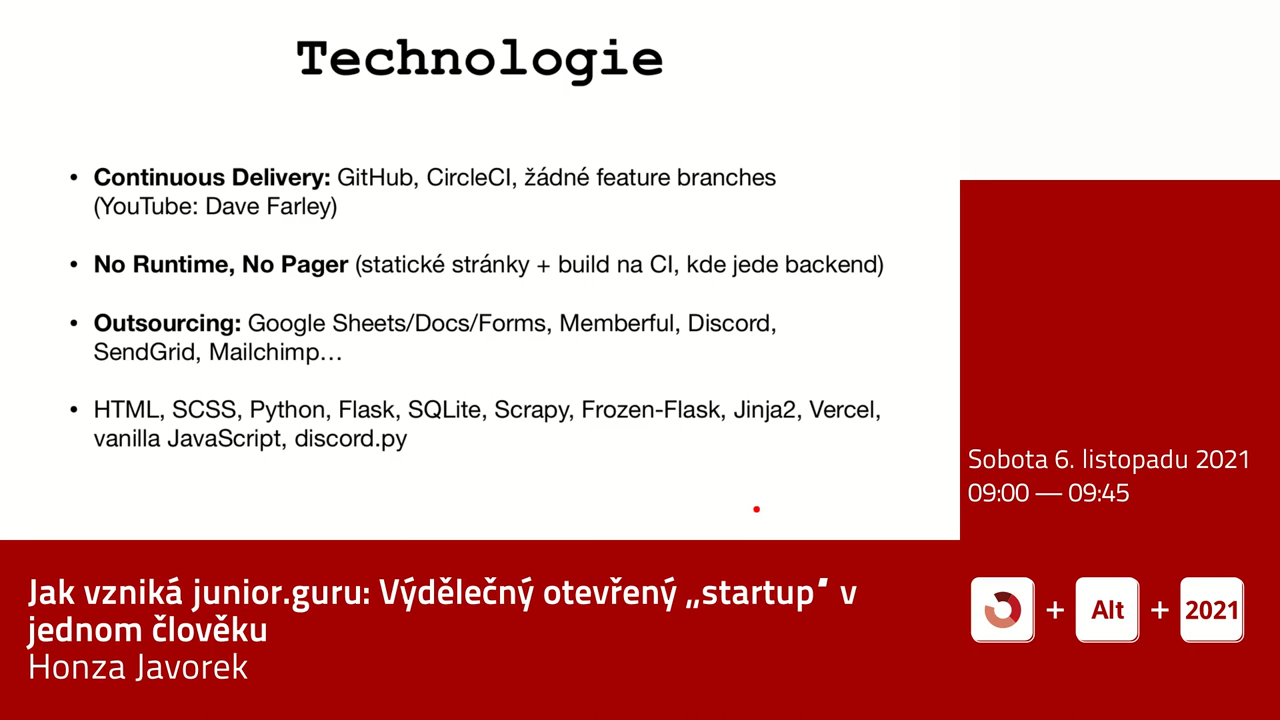 Technologie
• Continuous Delivery: GitHub, CircleCI, žádné feature branches
(YouTube: Dave Farley)
• No Runtime, No Pager (statické stránky + build na CI, kde jede backend)
• Outsourcing: Google Sheets/Docs/Forms, Memberful, Discord,
SendGrid, Mailchimp…
• HTML, SCSS, Python, Flask, SQLite, Scrapy, Frozen-Flask, Jinja2, Vercel,
vanilla JavaScript, discord.py
Sobota 6. listopadu 2021
09:00 — 09:45
Jak vzniká junior.guru: Výdělečný otevřený „startup“ v
jednom člověku
Honza Javorek
+ Alt + 2021